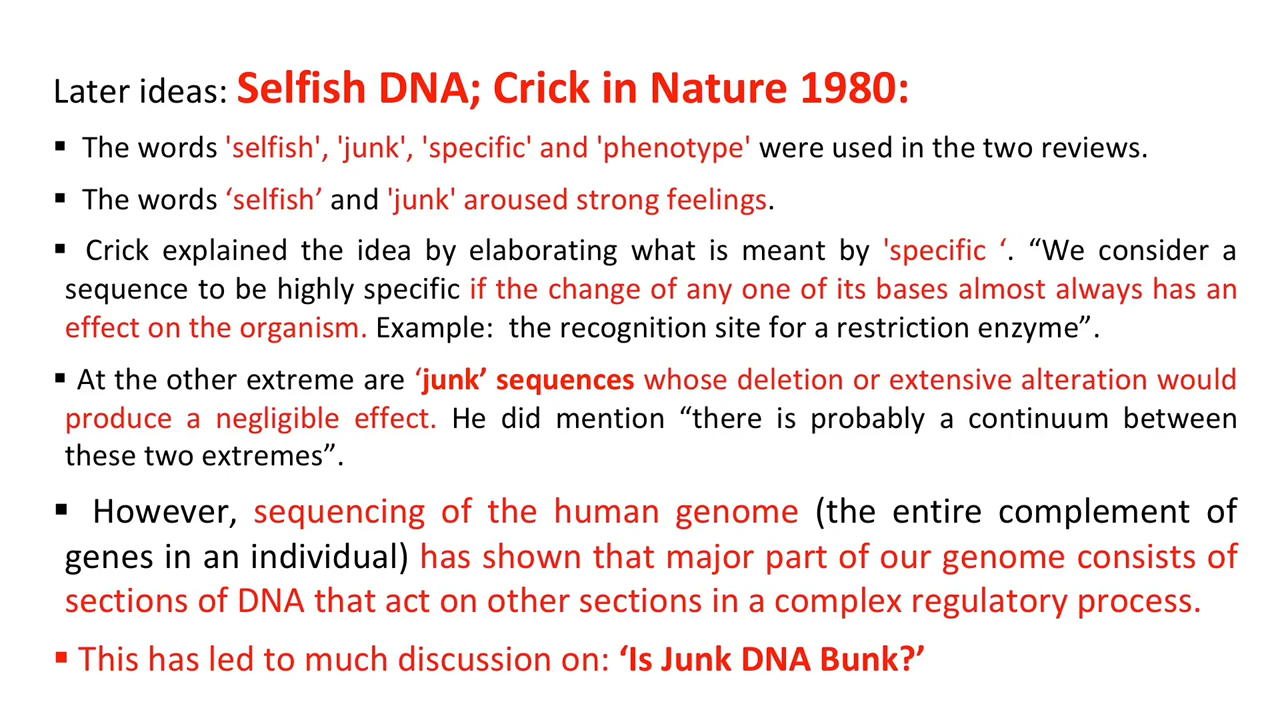 Later ideas: Selfish DNA; Crick in Nature 1980:
▪ The words 'selfish', 'junk', 'specific' and 'phenotype' were used in the two reviews.
▪ The words ‘selfish’ and 'junk' aroused strong feelings.
▪ Crick explained the idea by elaborating what is meant by 'specific ‘. “We consider a
sequence to be highly specific if the change of any one of its bases almost always has an
effect on the organism. Example: the recognition site for a restriction enzyme”.
▪ At the other extreme are ‘junk’ sequences whose deletion or extensive alteration would
produce a negligible effect. He did mention “there is probably a continuum between
these two extremes”.
▪ However, sequencing of the human genome (the entire complement of
genes in an individual) has shown that major part of our genome consists of
sections of DNA that act on other sections in a complex regulatory process.
▪ This has led to much discussion on: ‘Is Junk DNA Bunk?’